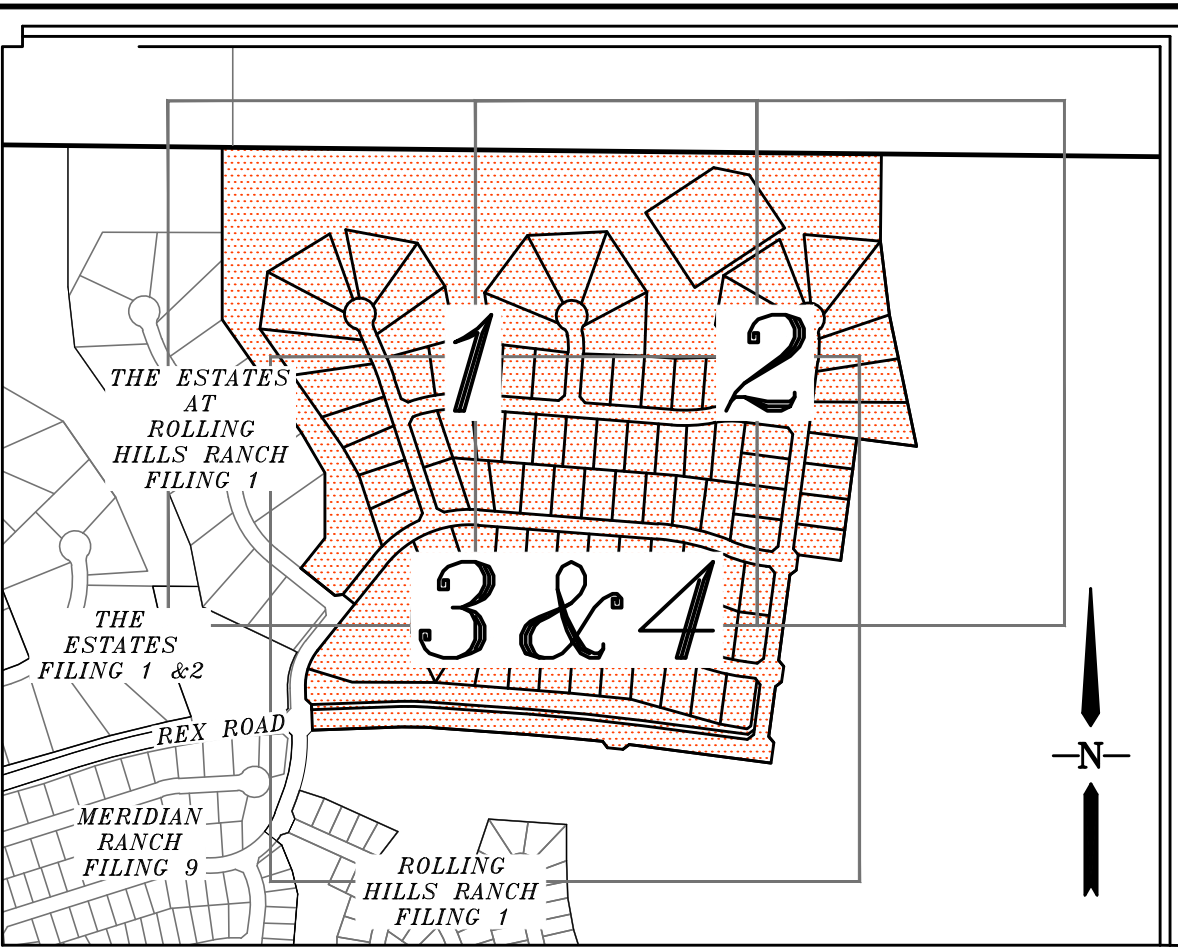 1
2
THE ESTATES
AT
ROLLING
HILLS RANCH
FILING 1
3 & 4
THE
ESTATES
FILING 1 &2
REX ROAD
N
MERIDIAN
RANCH
FILING 9
ROLLING
HILLS RANCH
FILING 1